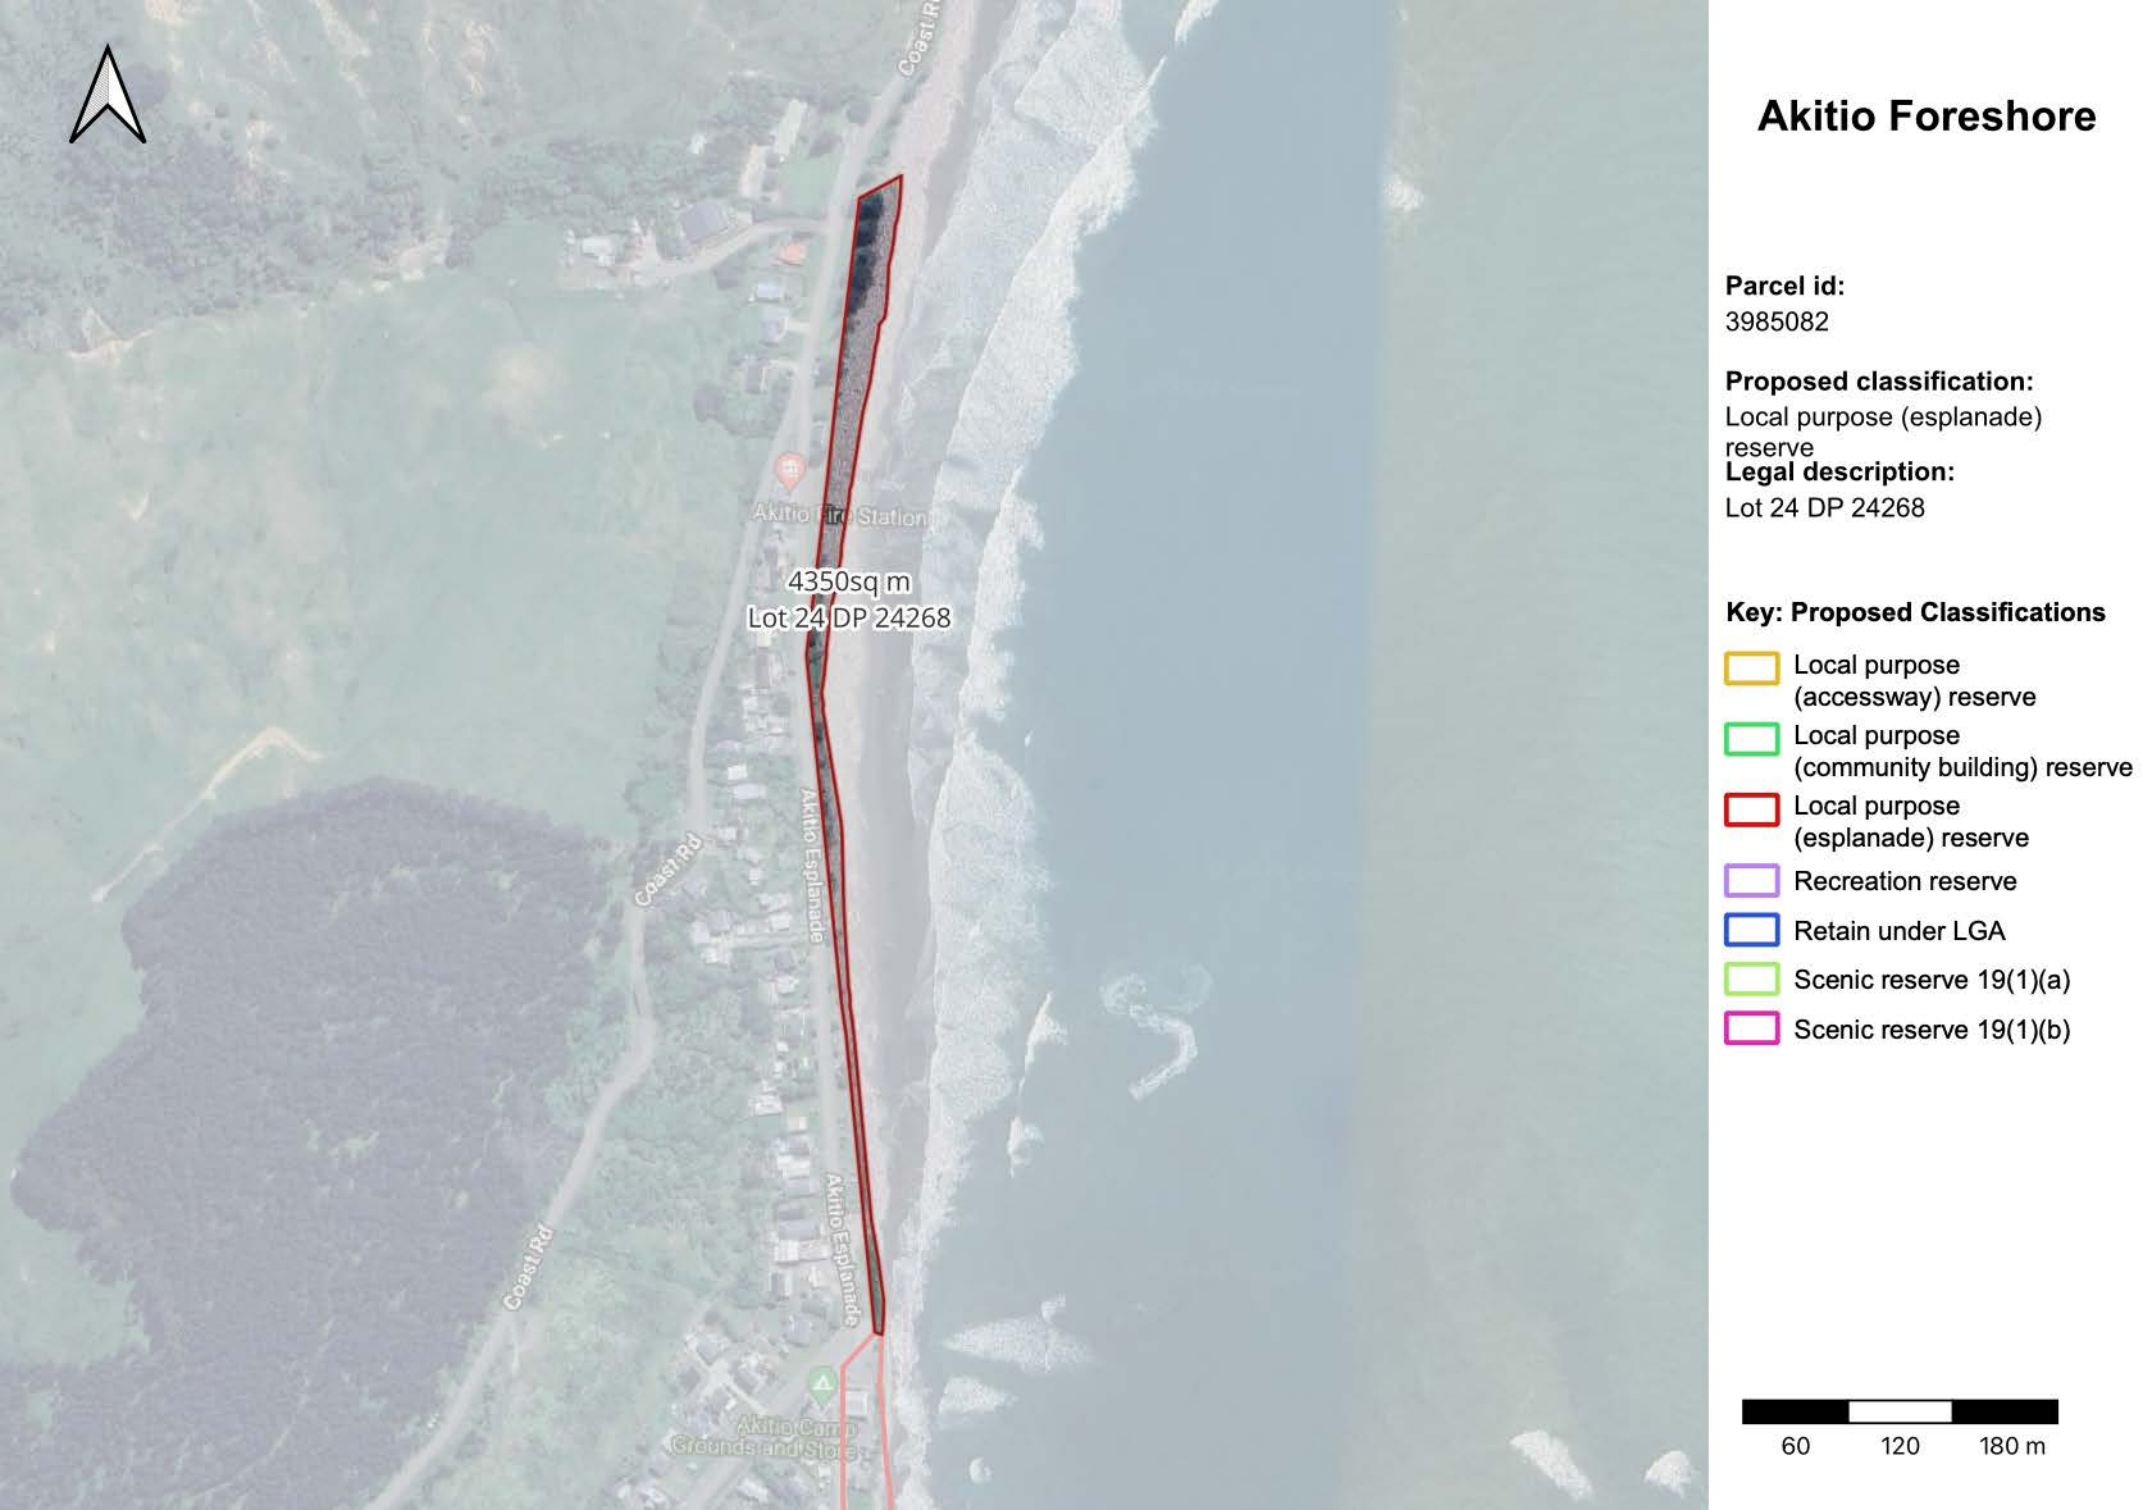 Coast R
Akitio Fire Station
4350sq m
Lot 24 DP 24268
Akitio Esplanade
Coast Rd
Akitio Esplanade
Coast Rd
Akitio Camp
Grounds and Store
Akitio Foreshore
Parcel id:
3985082
Proposed classification:
Local purpose (esplanade)
reserve
Legal description:
Lot 24 DP 24268
Key: Proposed Classifications
Local purpose
(accessway) reserve
Local purpose
(community building) reserve
Local purpose
(esplanade) reserve
Recreation reserve
Retain under LGA
Scenic reserve 19(1)(a)
Scenic reserve 19(1)(b)
60 120 180 m